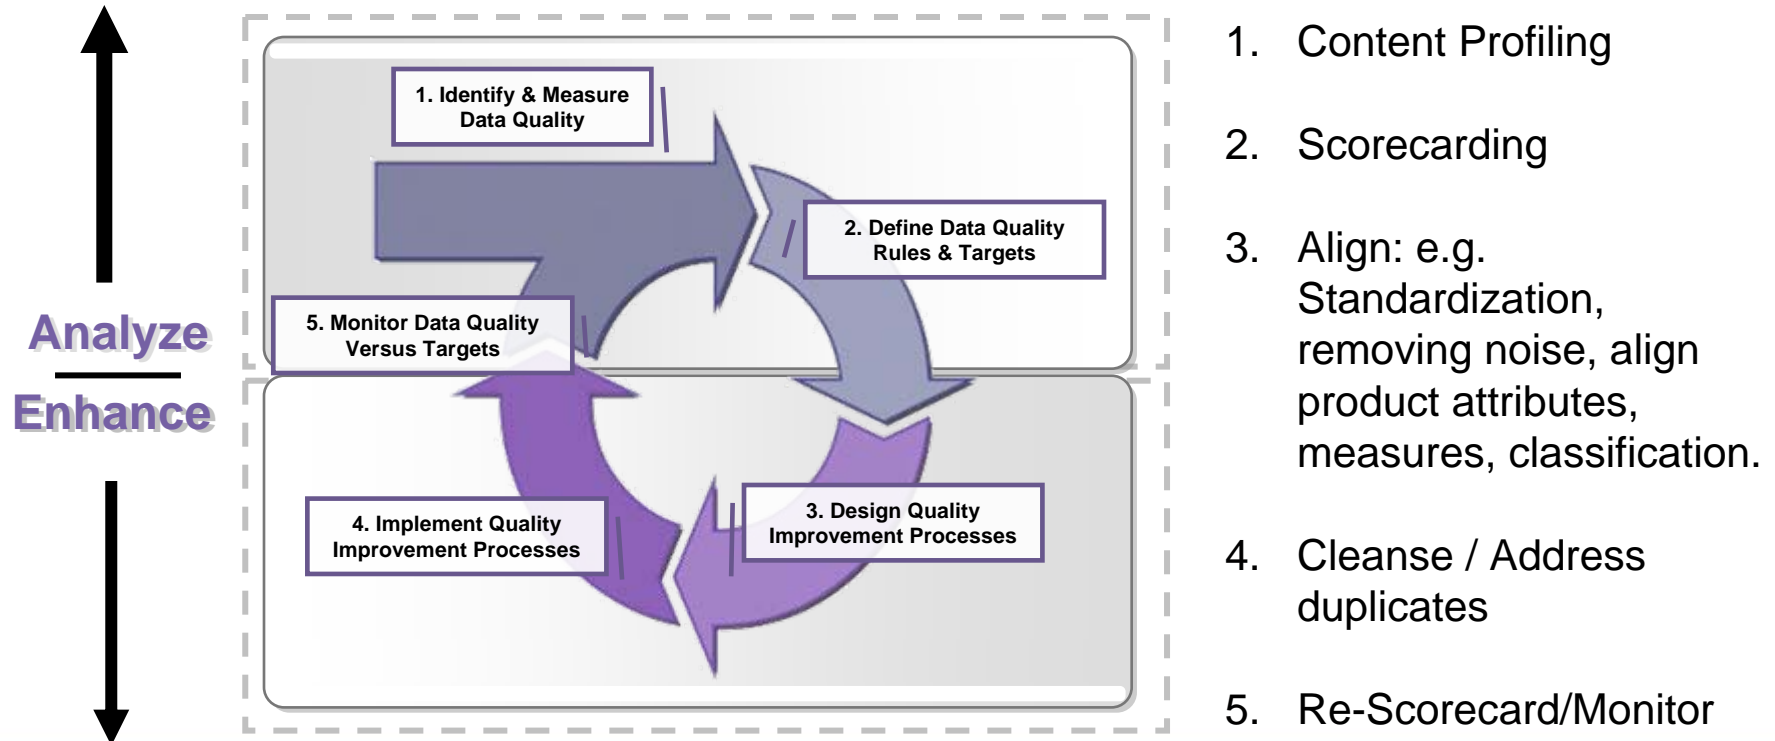 Analyze
Enhance
1. Identify & Measure
Data Quality
2. Define Data Quality
Rules & Targets
3. Design Quality
Improvement Processes
4. Implement Quality
Improvement Processes
5. Monitor Data Quality
Versus Targets
1. Content Profiling
2. Scorecarding
3. Align: e.g.
Standardization,
removing noise, align
product attributes,
measures, classification.
4. Cleanse / Address
duplicates
5. Re-Scorecard/Monitor